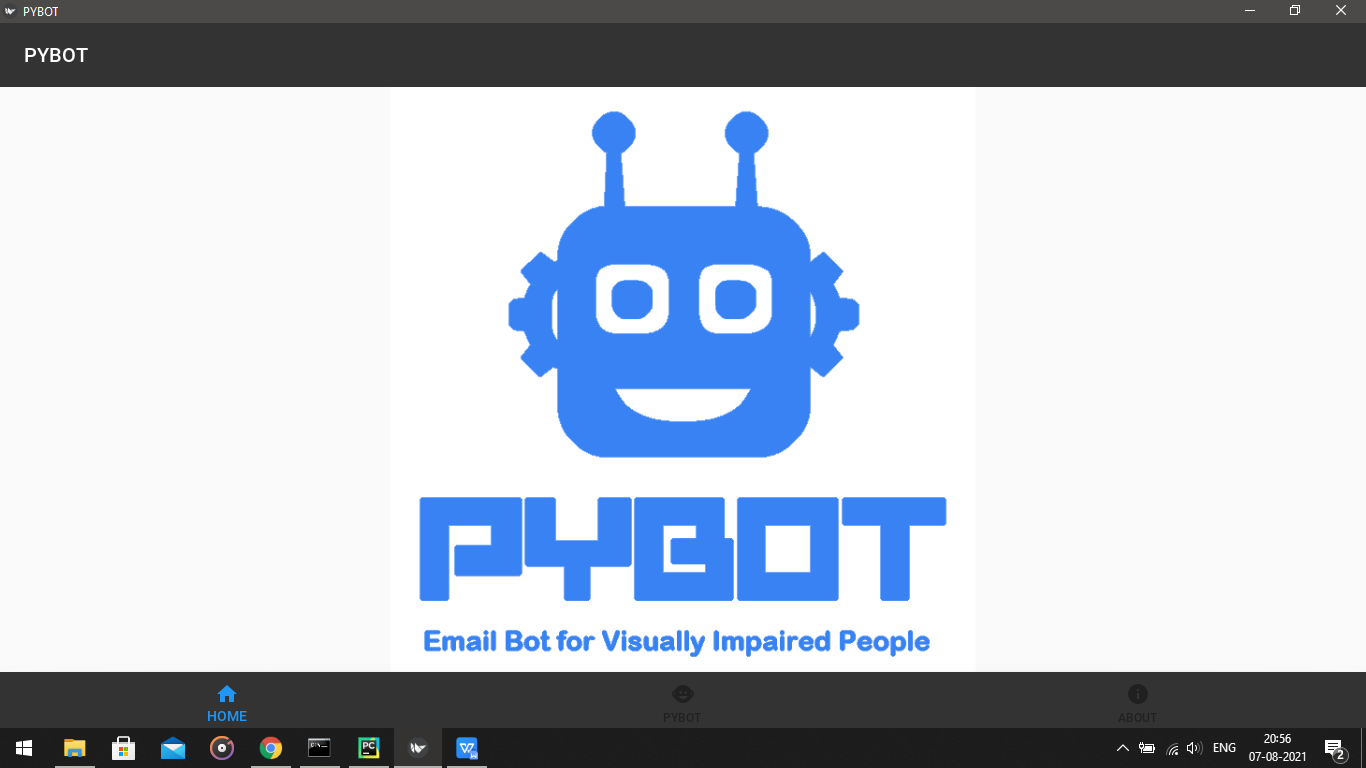 PYBOT
PYBOT
PYBOT
Email Bot for Visually Impaired People
HOME
PYBOT
ABOUT
PC
ENG
20:56
07-08-2021
2